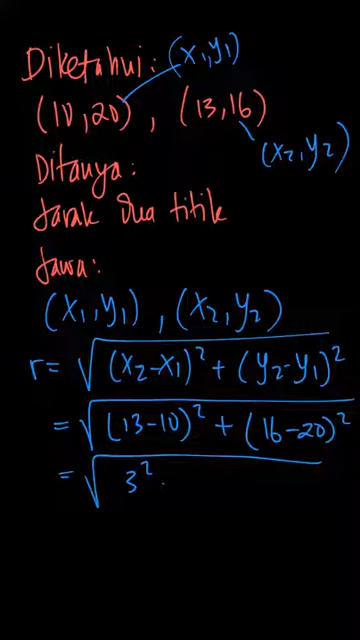 Diketahui: (x₁,y₁)
(10,20), (13,16)
(x₂,y₂)
Ditanya:
Jarak dua titik
Jawa:
(x₁,y₁), (x₂,y₂)
r = √((x₂-x₁)² + (y₂-y₁)²)
= √((13-10)² + (16-20)²)
= √(3²